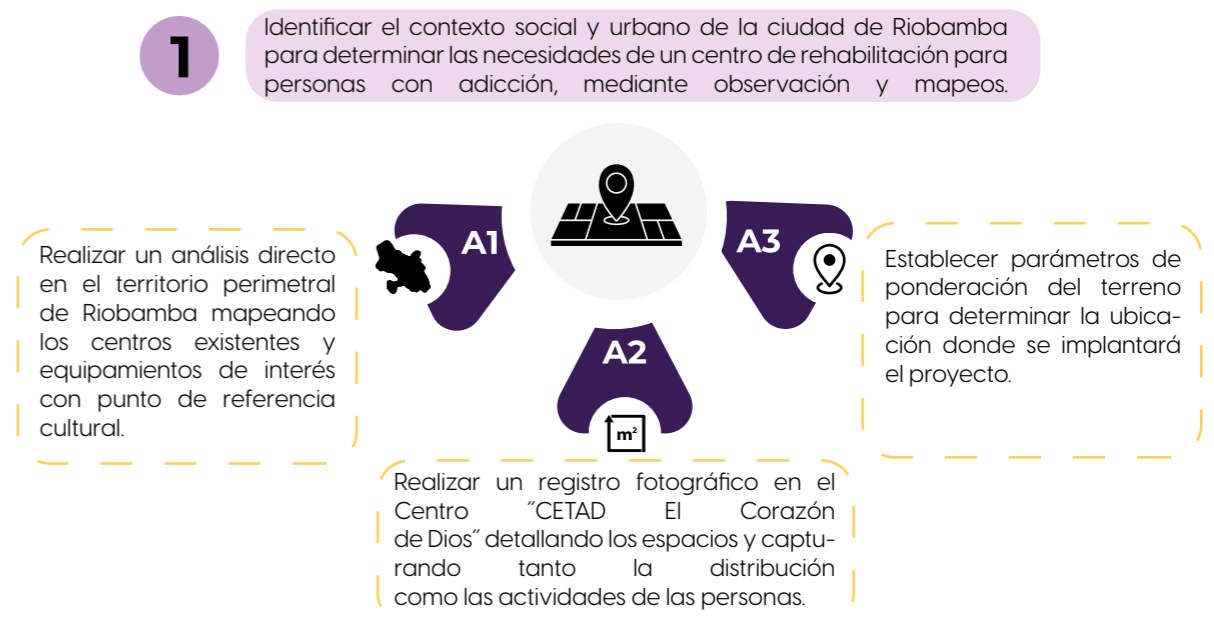 1
Identificar el contexto social y urbano de la ciudad de Riobamba
para determinar las necesidades de un centro de rehabilitación para
personas con adicción, mediante observación y mapeos.
A1
Realizar un análisis directo
en el territorio perimetral
de Riobamba mapeando
los centros existentes y
equipamientos de interés
con punto de referencia
cultural.
A2
m²
Realizar un registro fotográfico en el
Centro "CETAD El Corazón
de Dios" detallando los espacios y captu-
rando tanto la distribución
como las actividades de las personas.
A3
Establecer parámetros de
ponderación del terreno
para determinar la ubica-
ción donde se implantará
el proyecto.